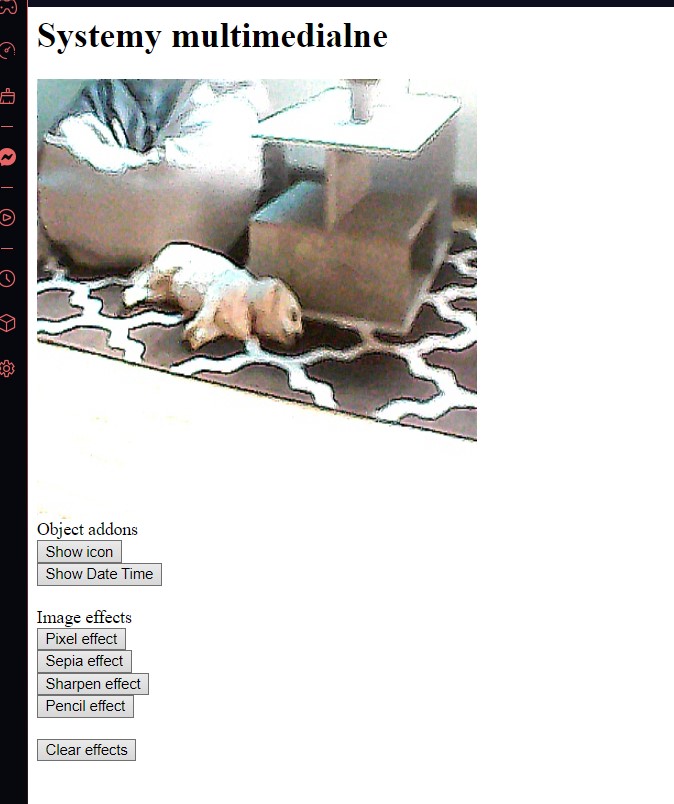 Systemy multimedialne
Object addons
Show icon
Show Date Time
Image effects
Pixel effect
Sepia effect
Sharpen effect
Pencil effect
Clear effects